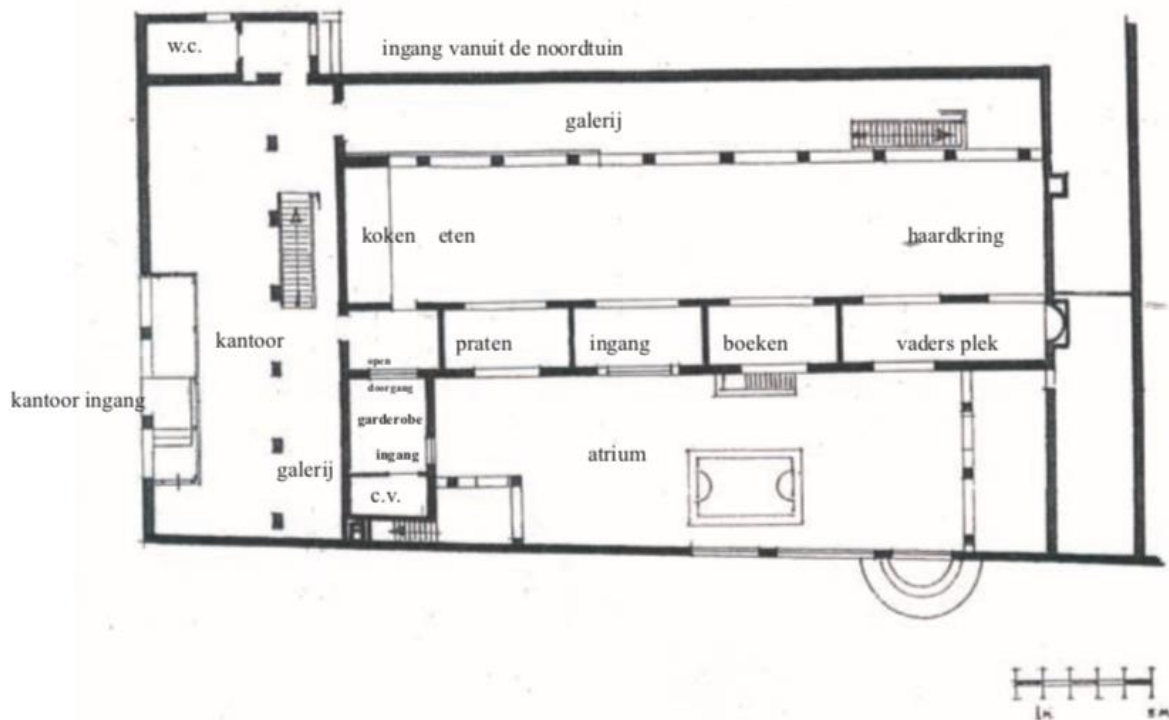 w.c.
ingang vanuit de noordtuin
galerij
koken eten
haardkring
kantoor
praten
ingang
boeken
vaders plek
open
doorgang
kantoor ingang
garderobe
ingang
atrium
galerij
c.v.